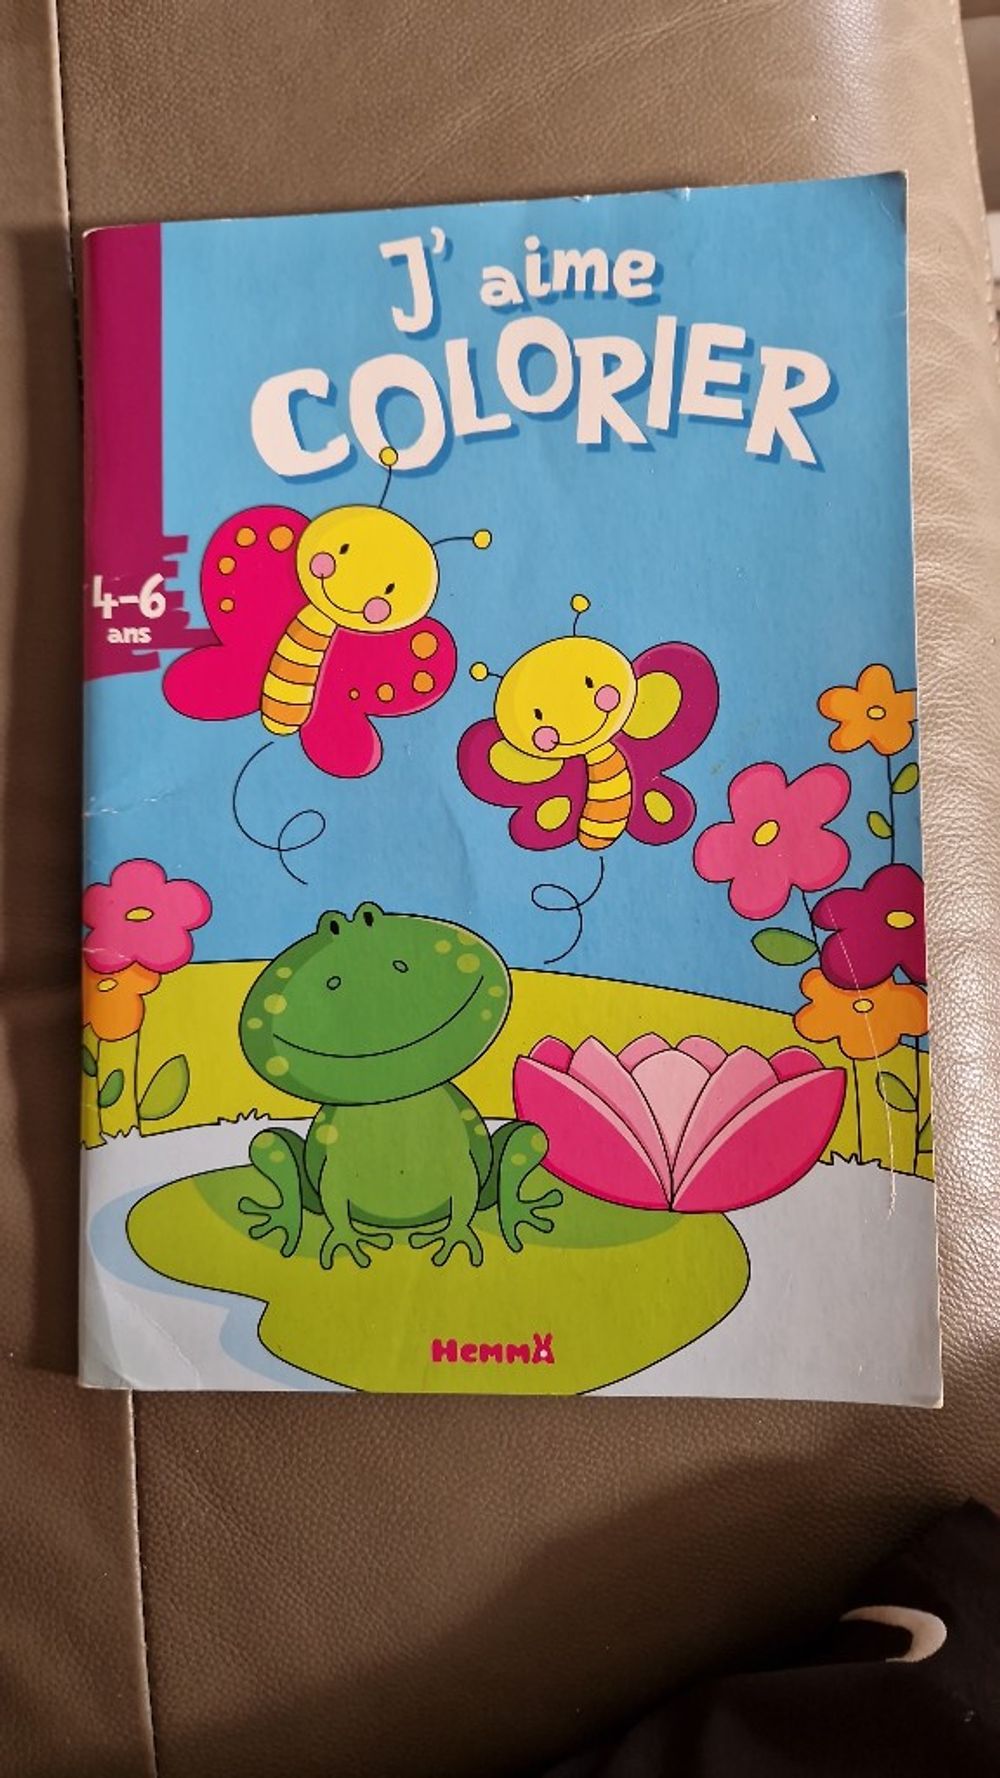 J'aime
COLORIER
4-6
ans
Hemma